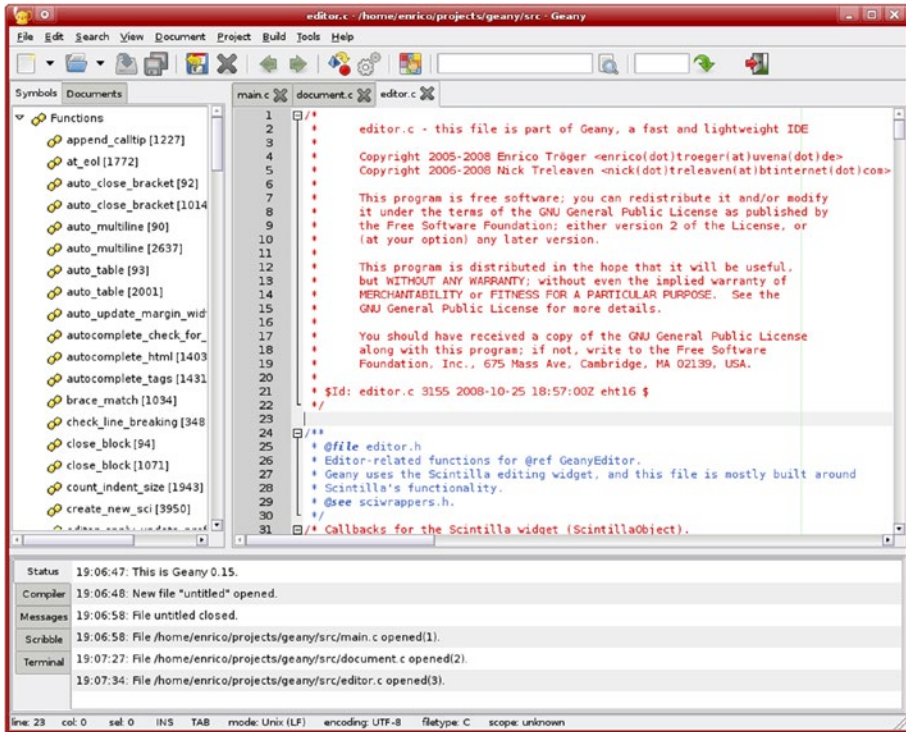 editor.c - /home/enrico/projects/geany/src - Geany
File Edit Search View Document Project Build Tools Help
Symbols Documents
main.c document.c editor.c
Functions
append_calltip [1227]
at_eol [1772]
auto_close_bracket [92]
auto_close_bracket [1014
auto_multiline [90]
auto_multiline [2637]
auto_table [93]
auto_table [2001]
auto_update_margin_wid
autocomplete_check_for_
autocomplete_html [1403
autocomplete_tags [1431
brace_match [1034]
check_line_breaking [348
close_block [94]
close_block [1071]
count_indent_size [1943]
create_new_sci [3950]
1 /*
2 * editor.c - this file is part of Geany, a fast and lightweight IDE
3 *
4 * Copyright 2005-2008 Enrico Tröger <enrico(dot)troeger(at)uvena(dot)de>
5 * Copyright 2006-2008 Nick Treleaven <nick(dot)treleaven(at)btinternet(dot)com>
6 *
7 * This program is free software; you can redistribute it and/or modify
8 * it under the terms of the GNU General Public License as published by
9 * the Free Software Foundation; either version 2 of the License, or
10 * (at your option) any later version.
11 *
12 * This program is distributed in the hope that it will be useful,
13 * but WITHOUT ANY WARRANTY; without even the implied warranty of
14 * MERCHANTABILITY or FITNESS FOR A PARTICULAR PURPOSE. See the
15 * GNU General Public License for more details.
16 *
17 * You should have received a copy of the GNU General Public License
18 * along with this program; if not, write to the Free Software
19 * Foundation, Inc., 675 Mass Ave, Cambridge, MA 02139, USA.
20 *
21 * $Id: editor.c 3155 2008-10-25 18:57:00Z eht16 $
22 */
23
24 /**
25 * @file editor.h
26 * Editor-related functions for @ref GeanyEditor.
27 * Geany uses the Scintilla editing widget, and this file is mostly built around
28 * Scintilla's functionality.
29 * @see sciwrappers.h.
30 */
31 /* Callbacks for the Scintilla widget (ScintillaObject).
Status
Compiler
Messages
Scribble
Terminal
19:06:47: This is Geany 0.15.
19:06:48: New file "untitled" opened.
19:06:58: File untitled closed.
19:06:58: File /home/enrico/projects/geany/src/main.c opened(1).
19:07:27: File /home/enrico/projects/geany/src/document.c opened(2).
19:07:34: File /home/enrico/projects/geany/src/editor.c opened(3).
line: 23 col: 0 sel: 0 INS TAB mode: Unix (LF) encoding: UTF-8 filetype: C scope: unknown